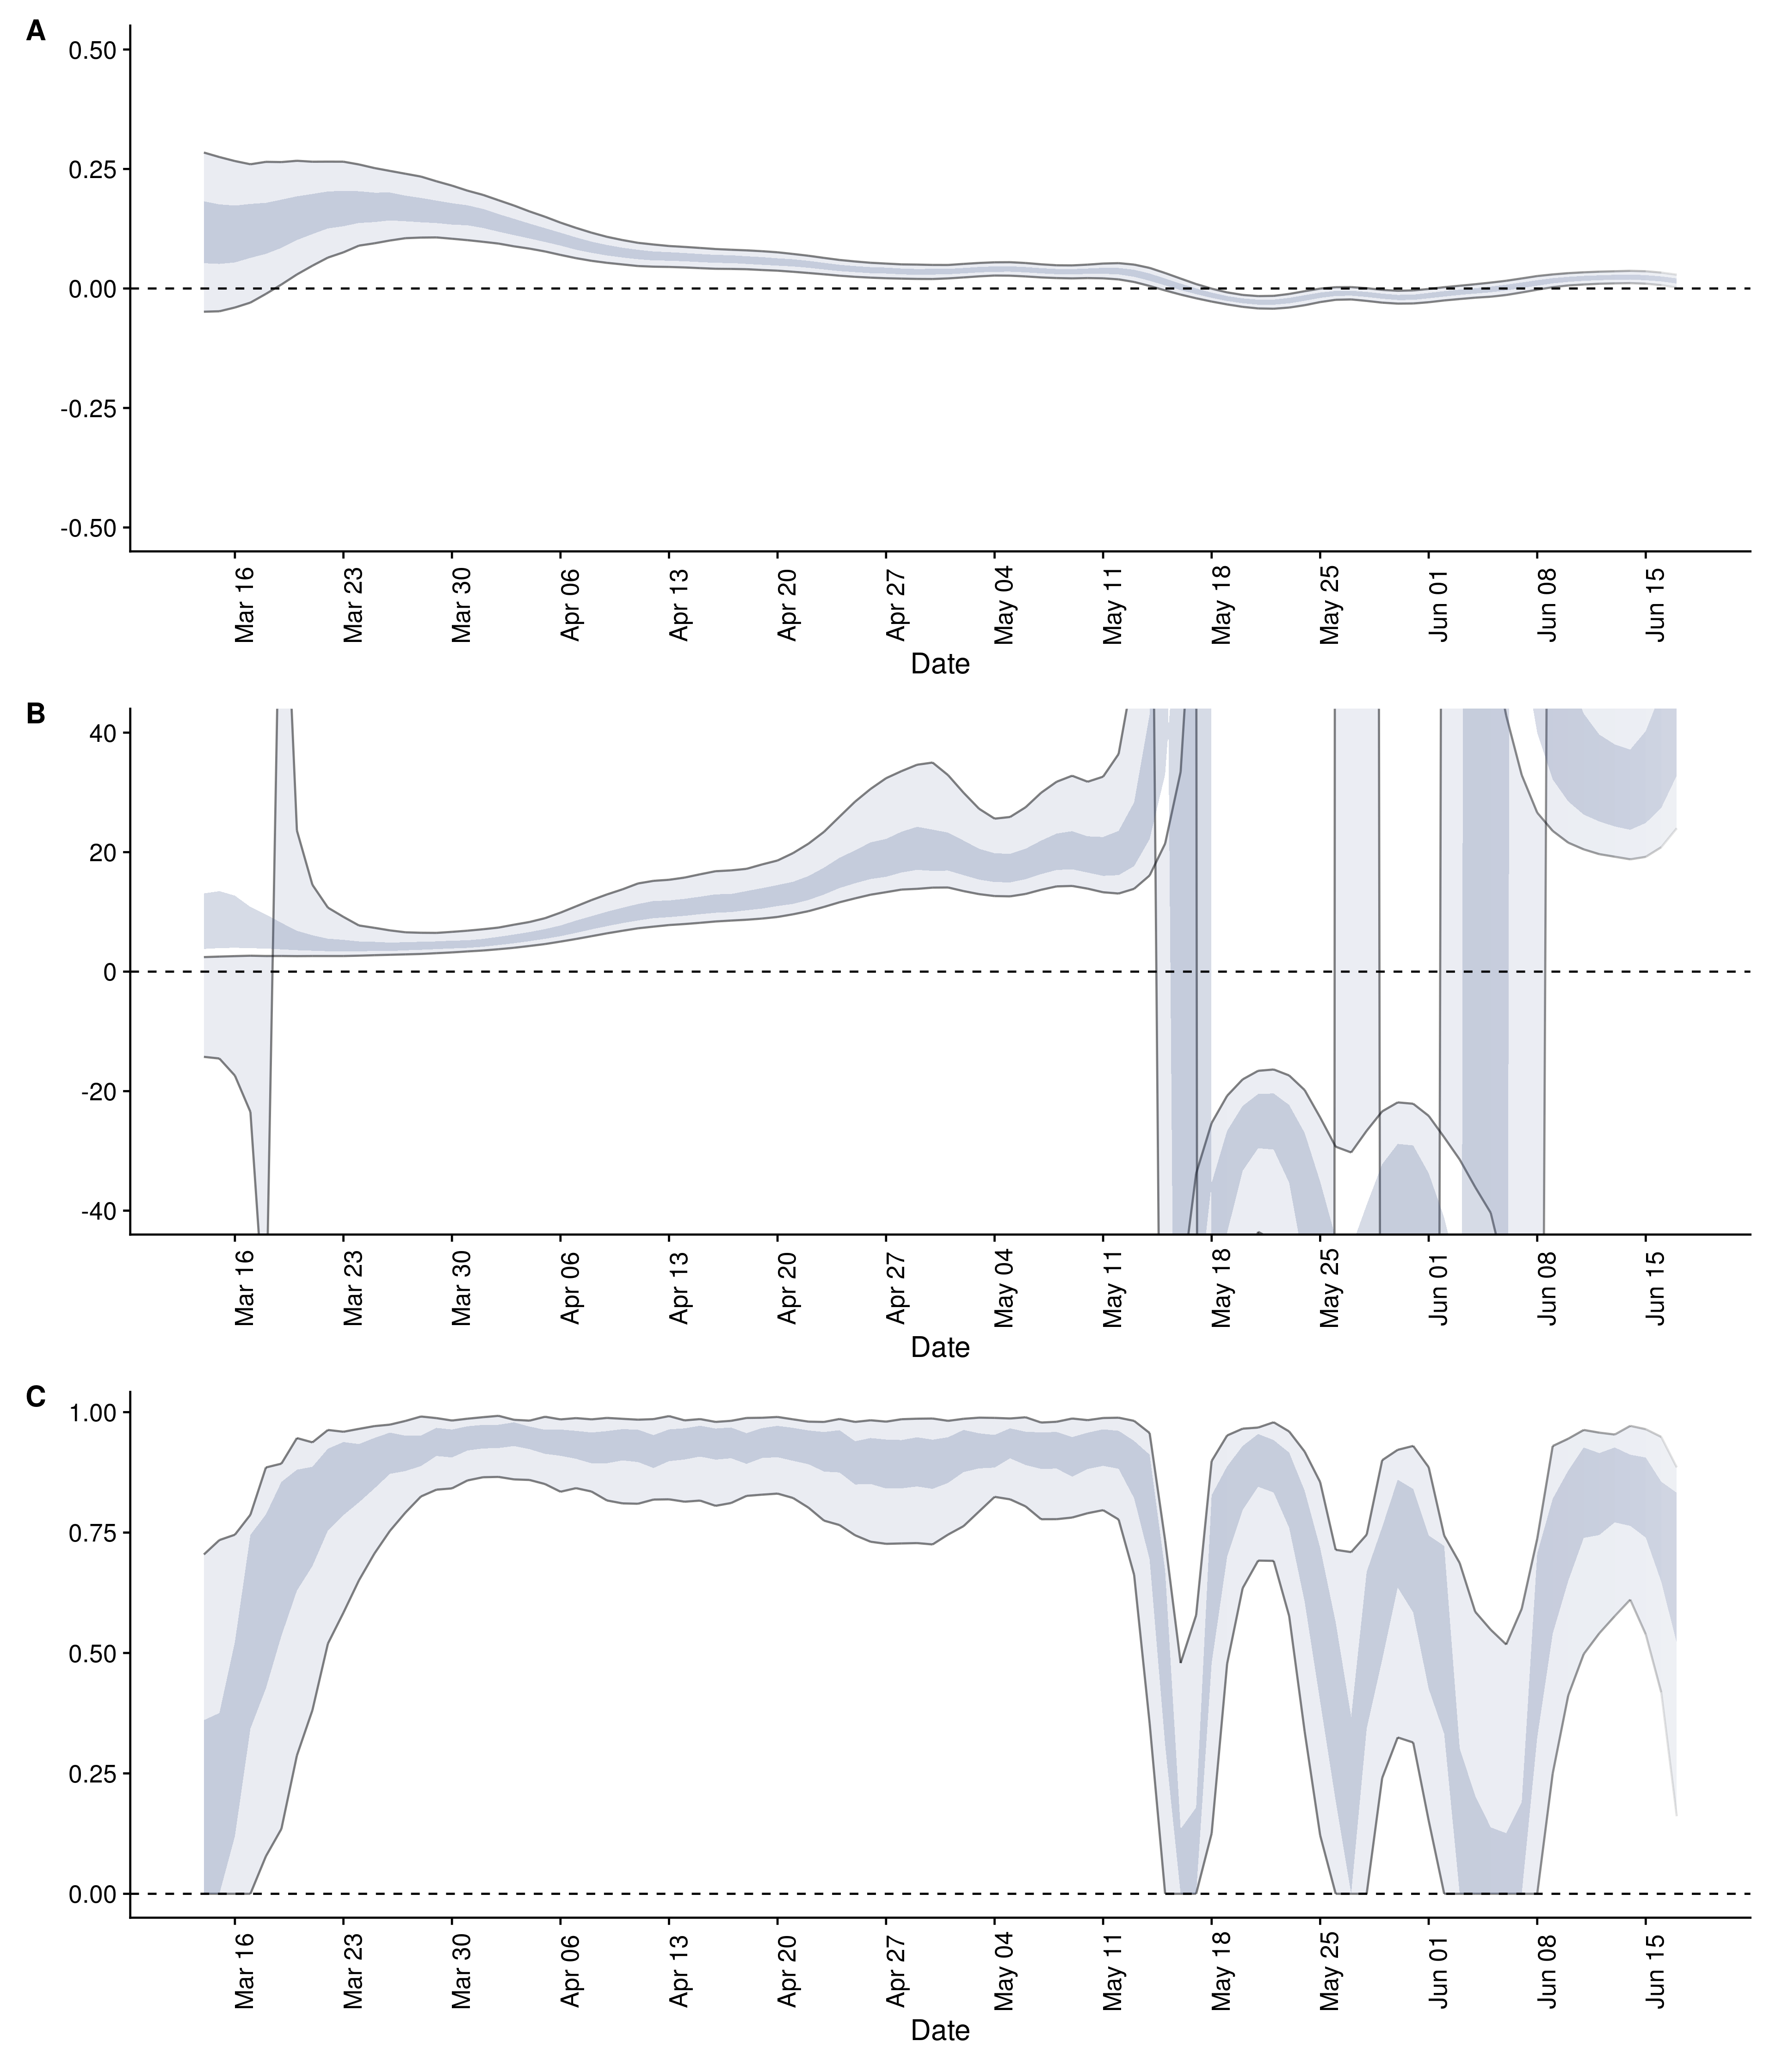 A
0.50
0.25
0.00
-0.25
-0.50
Mar 16
Mar 23
Mar 30
Apr 06
Apr 13
Apr 20
Apr 27
May 04
May 11
May 18
May 25
Jun 01
Jun 08
Jun 15
Date
B
40
20
0
-20
-40
Mar 16
Mar 23
Mar 30
Apr 06
Apr 13
Apr 20
Apr 27
May 04
May 11
May 18
May 25
Jun 01
Jun 08
Jun 15
Date
C
1.00
0.75
0.50
0.25
0.00
Mar 16
Mar 23
Mar 30
Apr 06
Apr 13
Apr 20
Apr 27
May 04
May 11
May 18
May 25
Jun 01
Jun 08
Jun 15
Date